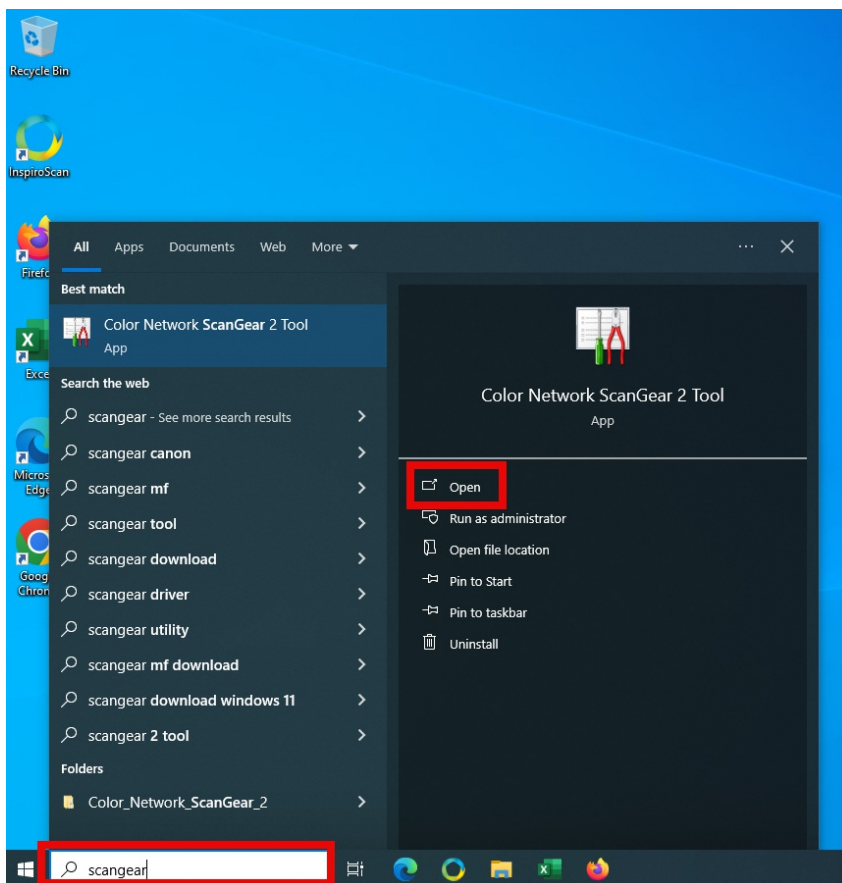 Recycle Bin
InspiroScan
Firefo
Exce
Micros
Edge
Goog
Chron
All Apps Documents Web More
Best match
Color Network ScanGear 2 Tool
App
Search the web
scangear - See more search results
scangear canon
scangear mf
scangear tool
scangear download
scangear driver
scangear utility
scangear mf download
scangear download windows 11
scangear 2 tool
Folders
Color_Network_ScanGear_2
Color Network ScanGear 2 Tool
App
Open
Run as administrator
Open file location
Pin to Start
Pin to taskbar
Uninstall
scangear